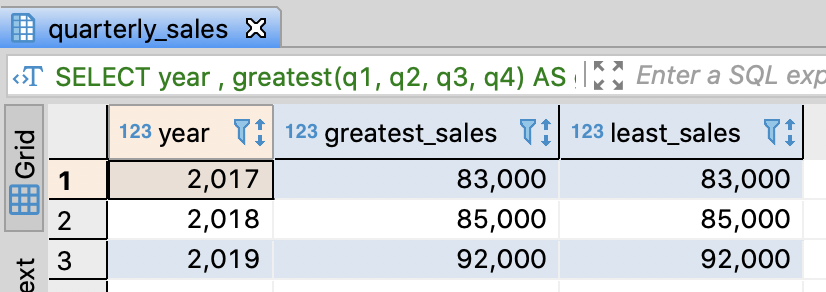 quarterly_sales
SELECT year , greatest(q1, q2, q3, q4) AS
Enter a SQL exp
Grid
123 year 123 greatest_sales 123 least_sales
1 2,017 83,000 83,000
2 2,018 85,000 85,000
3 2,019 92,000 92,000
ext